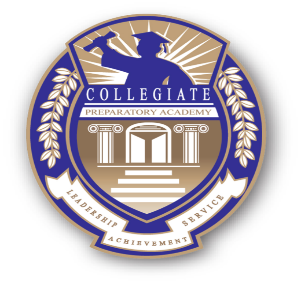 COLLEGIATE
PREPARATORY ACADEMY
LEADERSHIP
ACHIEVEMENT
SERVICE